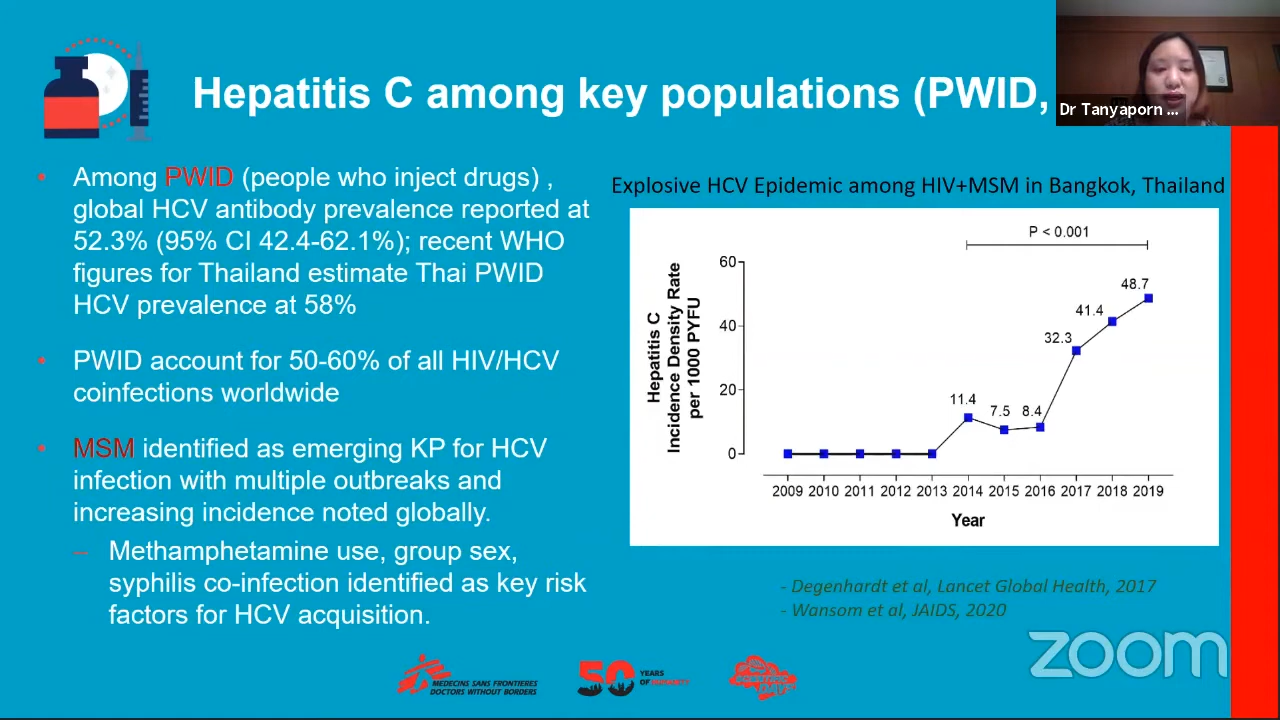 Hepatitis C among key populations (PWID,
Dr Tanyaporn ...
• Among PWID (people who inject drugs) ,
global HCV antibody prevalence reported at
52.3% (95% CI 42.4-62.1%); recent WHO
figures for Thailand estimate Thai PWID
HCV prevalence at 58%
• PWID account for 50-60% of all HIV/HCV
coinfections worldwide
• MSM identified as emerging KP for HCV
infection with multiple outbreaks and
increasing incidence noted globally.
– Methamphetamine use, group sex,
syphilis co-infection identified as key risk
factors for HCV acquisition.
Explosive HCV Epidemic among HIV+MSM in Bangkok, Thailand
P < 0.001
Hepatitis C
Incidence Density Rate
per 1000 PYFU
60
40
20
0
11.4
7.5
8.4
32.3
41.4
48.7
2009 2010 2011 2012 2013 2014 2015 2016 2017 2018 2019
Year
- Degenhardt et al, Lancet Global Health, 2017
- Wansom et al, JAIDS, 2020
MEDECINS SANS FRONTIERES
DOCTORS WITHOUT BORDERS
50 YEARS
OF HUMANITY
zoom